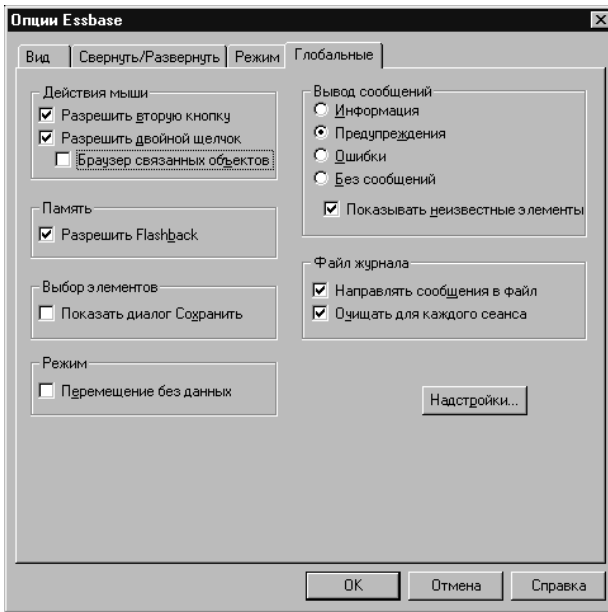 Опции Essbase
Вид Свернуть/Развернуть Режим Глобальные
Действия мыши
Разрешить вторую кнопку
Разрешить двойной щелчок
Браузер связанных объектов
Память
Разрешить Flashback
Выбор элементов
Показать диалог Сохранить
Режим
Перемещение без данных
Вывод сообщений
Информация
Предупреждения
Ошибки
Без сообщений
Показывать неизвестные элементы
Файл журнала
Направлять сообщения в файл
Очищать для каждого сеанса
Надстройки...
OK Отмена Справка